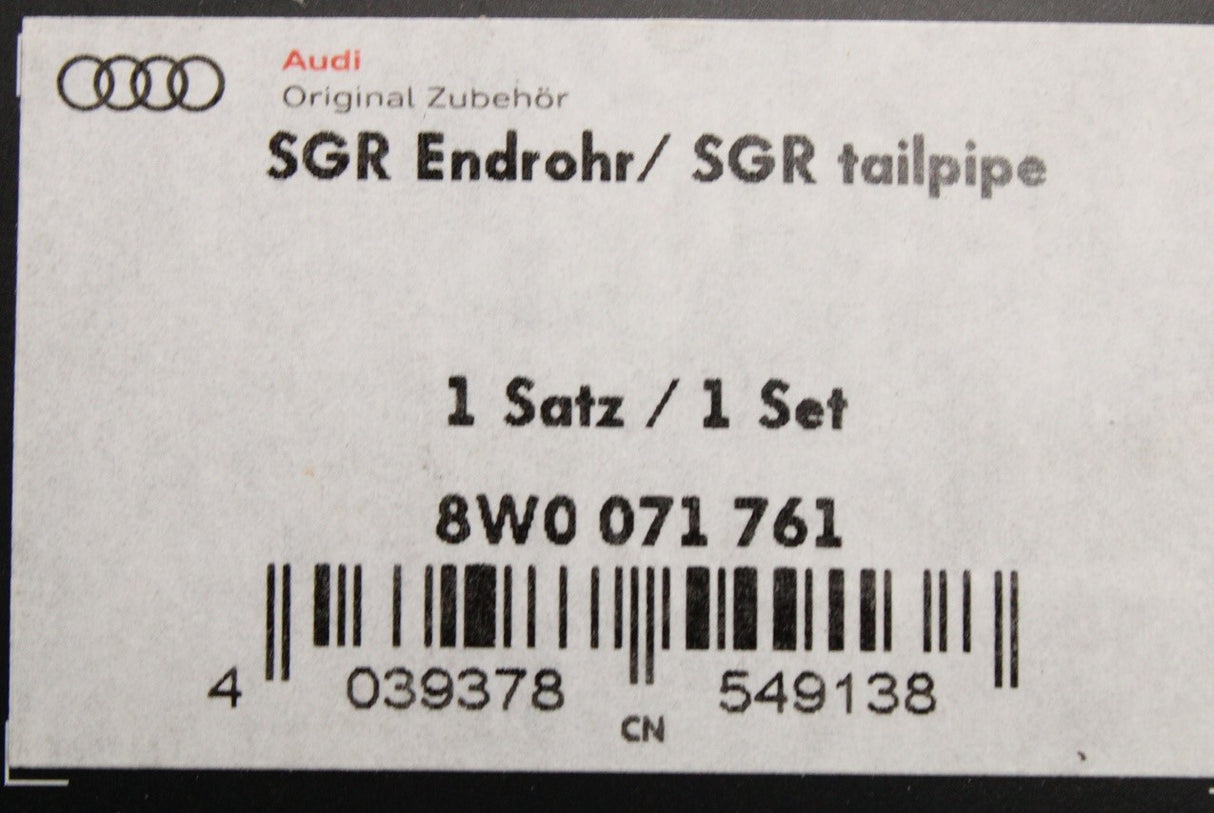 Audi
Original Zubehör
SGR Endrohr/ SGR tailpipe
1 Satz / 1 Set
8W0 071 761
4 039378 549138
CN